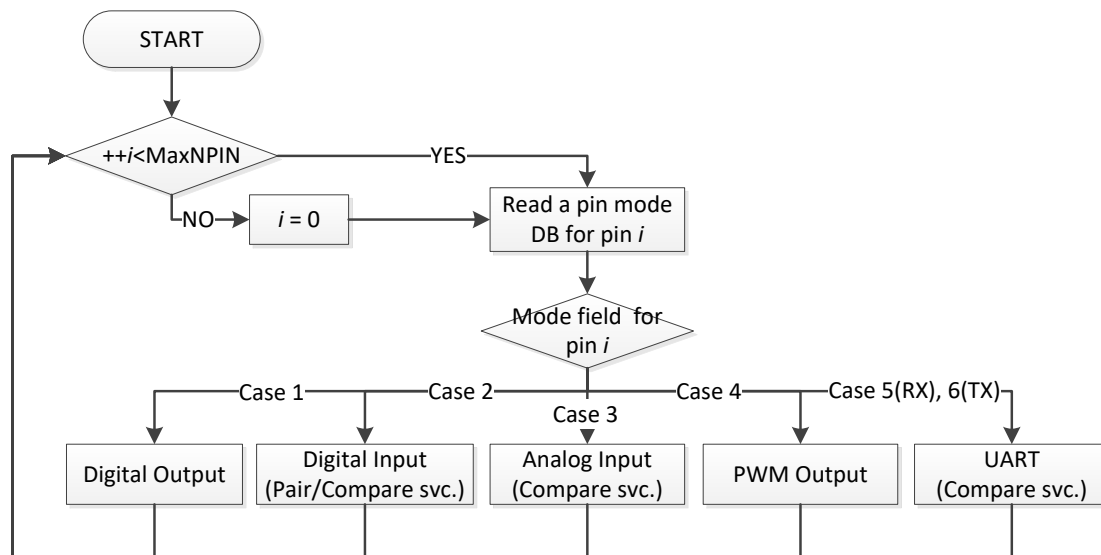 START
++i<MaxNPIN
YES
NO
i = 0
Read a pin mode
DB for pin i
Mode field for
pin i
Case 1
Case 2
Case 3
Case 4
Case 5(RX), 6(TX)
Digital Output
Digital Input
(Pair/Compare svc.)
Analog Input
(Compare svc.)
PWM Output
UART
(Compare svc.)